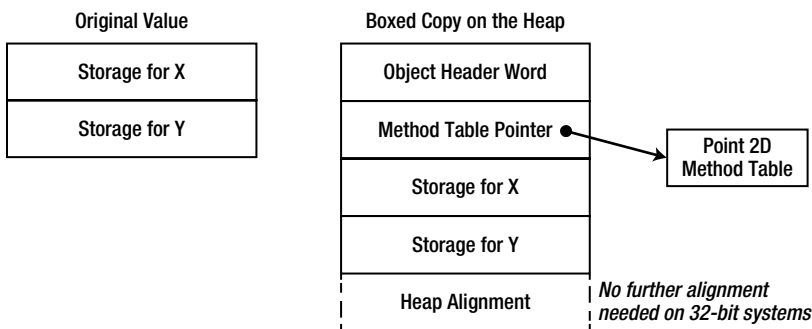 Original Value
Storage for X
Storage for Y
Boxed Copy on the Heap
Object Header Word
Method Table Pointer
Storage for X
Storage for Y
Heap Alignment
Point 2D
Method Table
No further alignment
needed on 32-bit systems